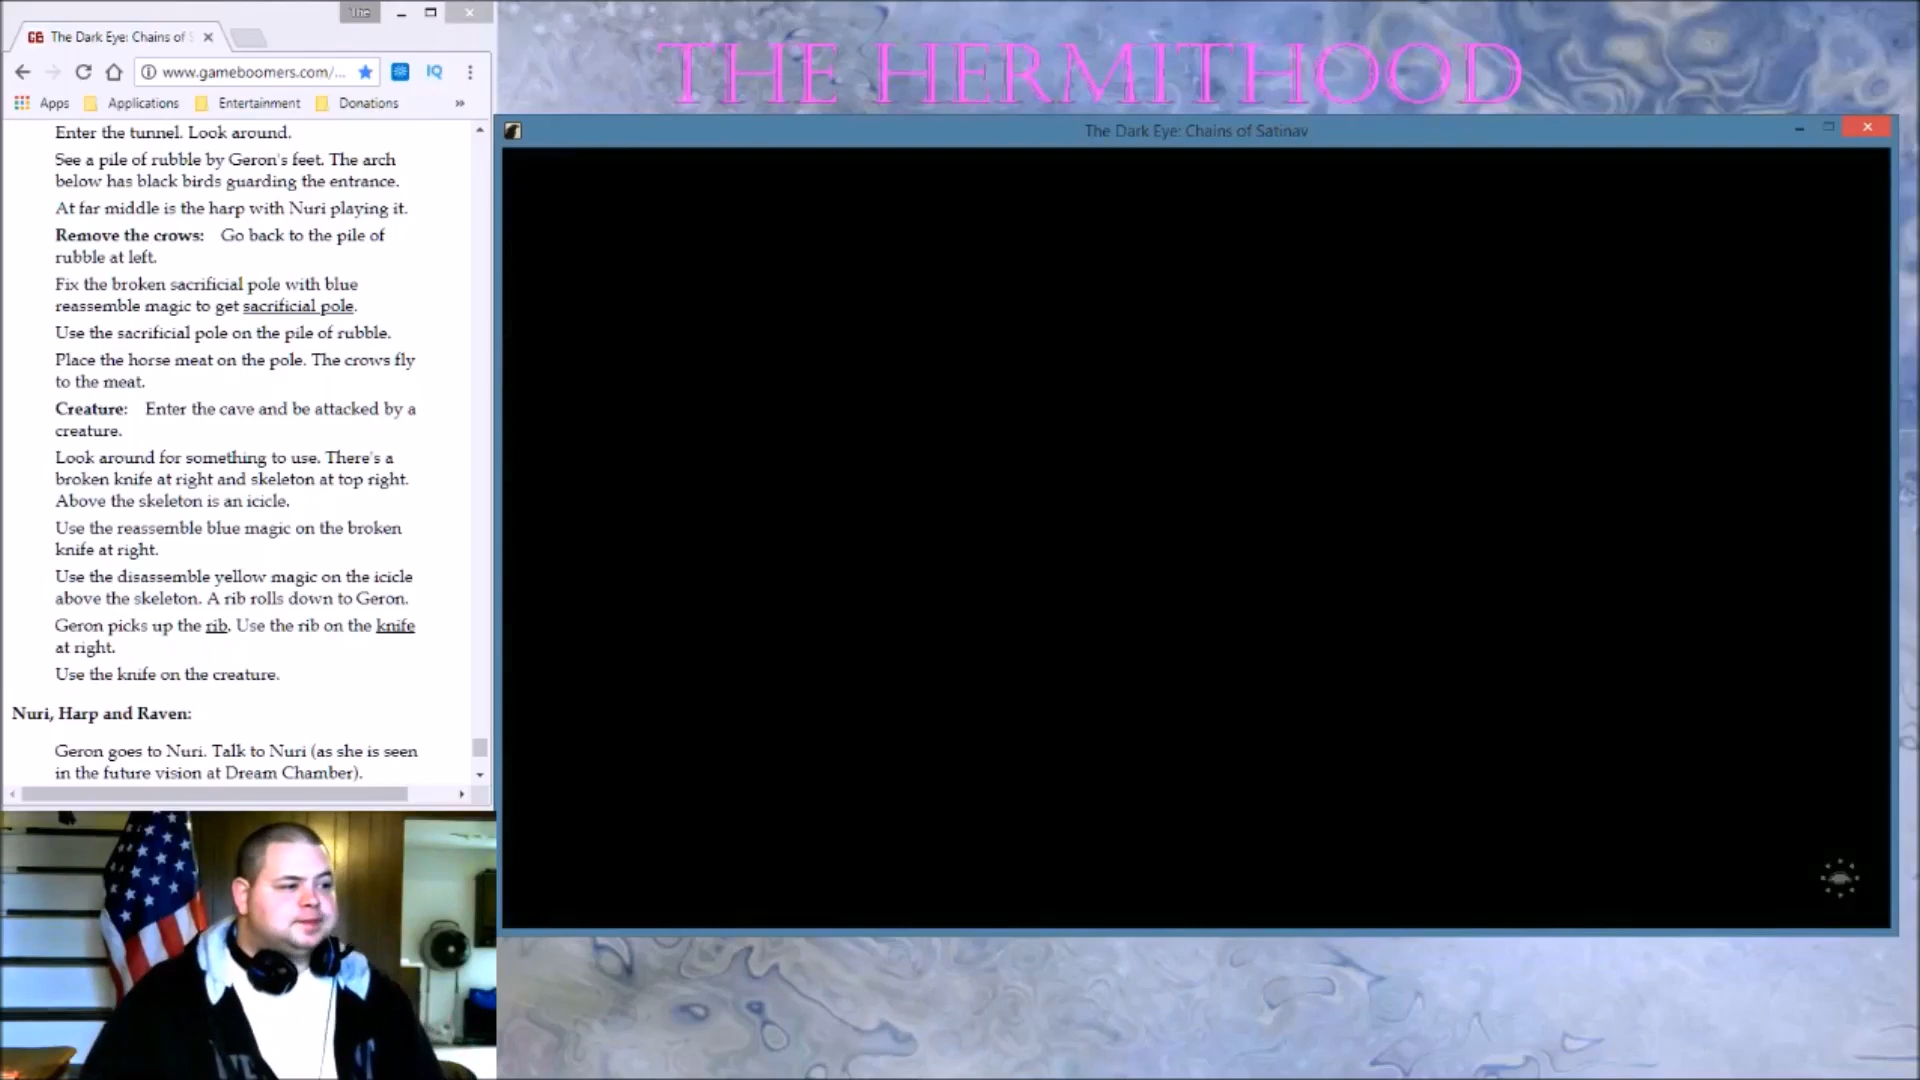 The
The Dark Eye: Chains of S
www.gameboomers.com/...
IQ
Apps
Applications
Entertainment
Donations
»
Enter the tunnel. Look around.
See a pile of rubble by Geron's feet. The arch
below has black birds guarding the entrance.
At far middle is the harp with Nuri playing it.
Remove the crows: Go back to the pile of
rubble at left.
Fix the broken sacrificial pole with blue
reassemble magic to get sacrificial pole.
Use the sacrificial pole on the pile of rubble.
Place the horse meat on the pole. The crows fly
to the meat.
Creature: Enter the cave and be attacked by a
creature.
Look around for something to use. There's a
broken knife at right and skeleton at top right.
Above the skeleton is an icicle.
Use the reassemble blue magic on the broken
knife at right.
Use the disassemble yellow magic on the icicle
above the skeleton. A rib rolls down to Geron.
Geron picks up the rib. Use the rib on the knife
at right.
Use the knife on the creature.
Nuri, Harp and Raven:
Geron goes to Nuri. Talk to Nuri (as she is seen
in the future vision at Dream Chamber).
THE HERMITHOOD
The Dark Eye: Chains of Satinav